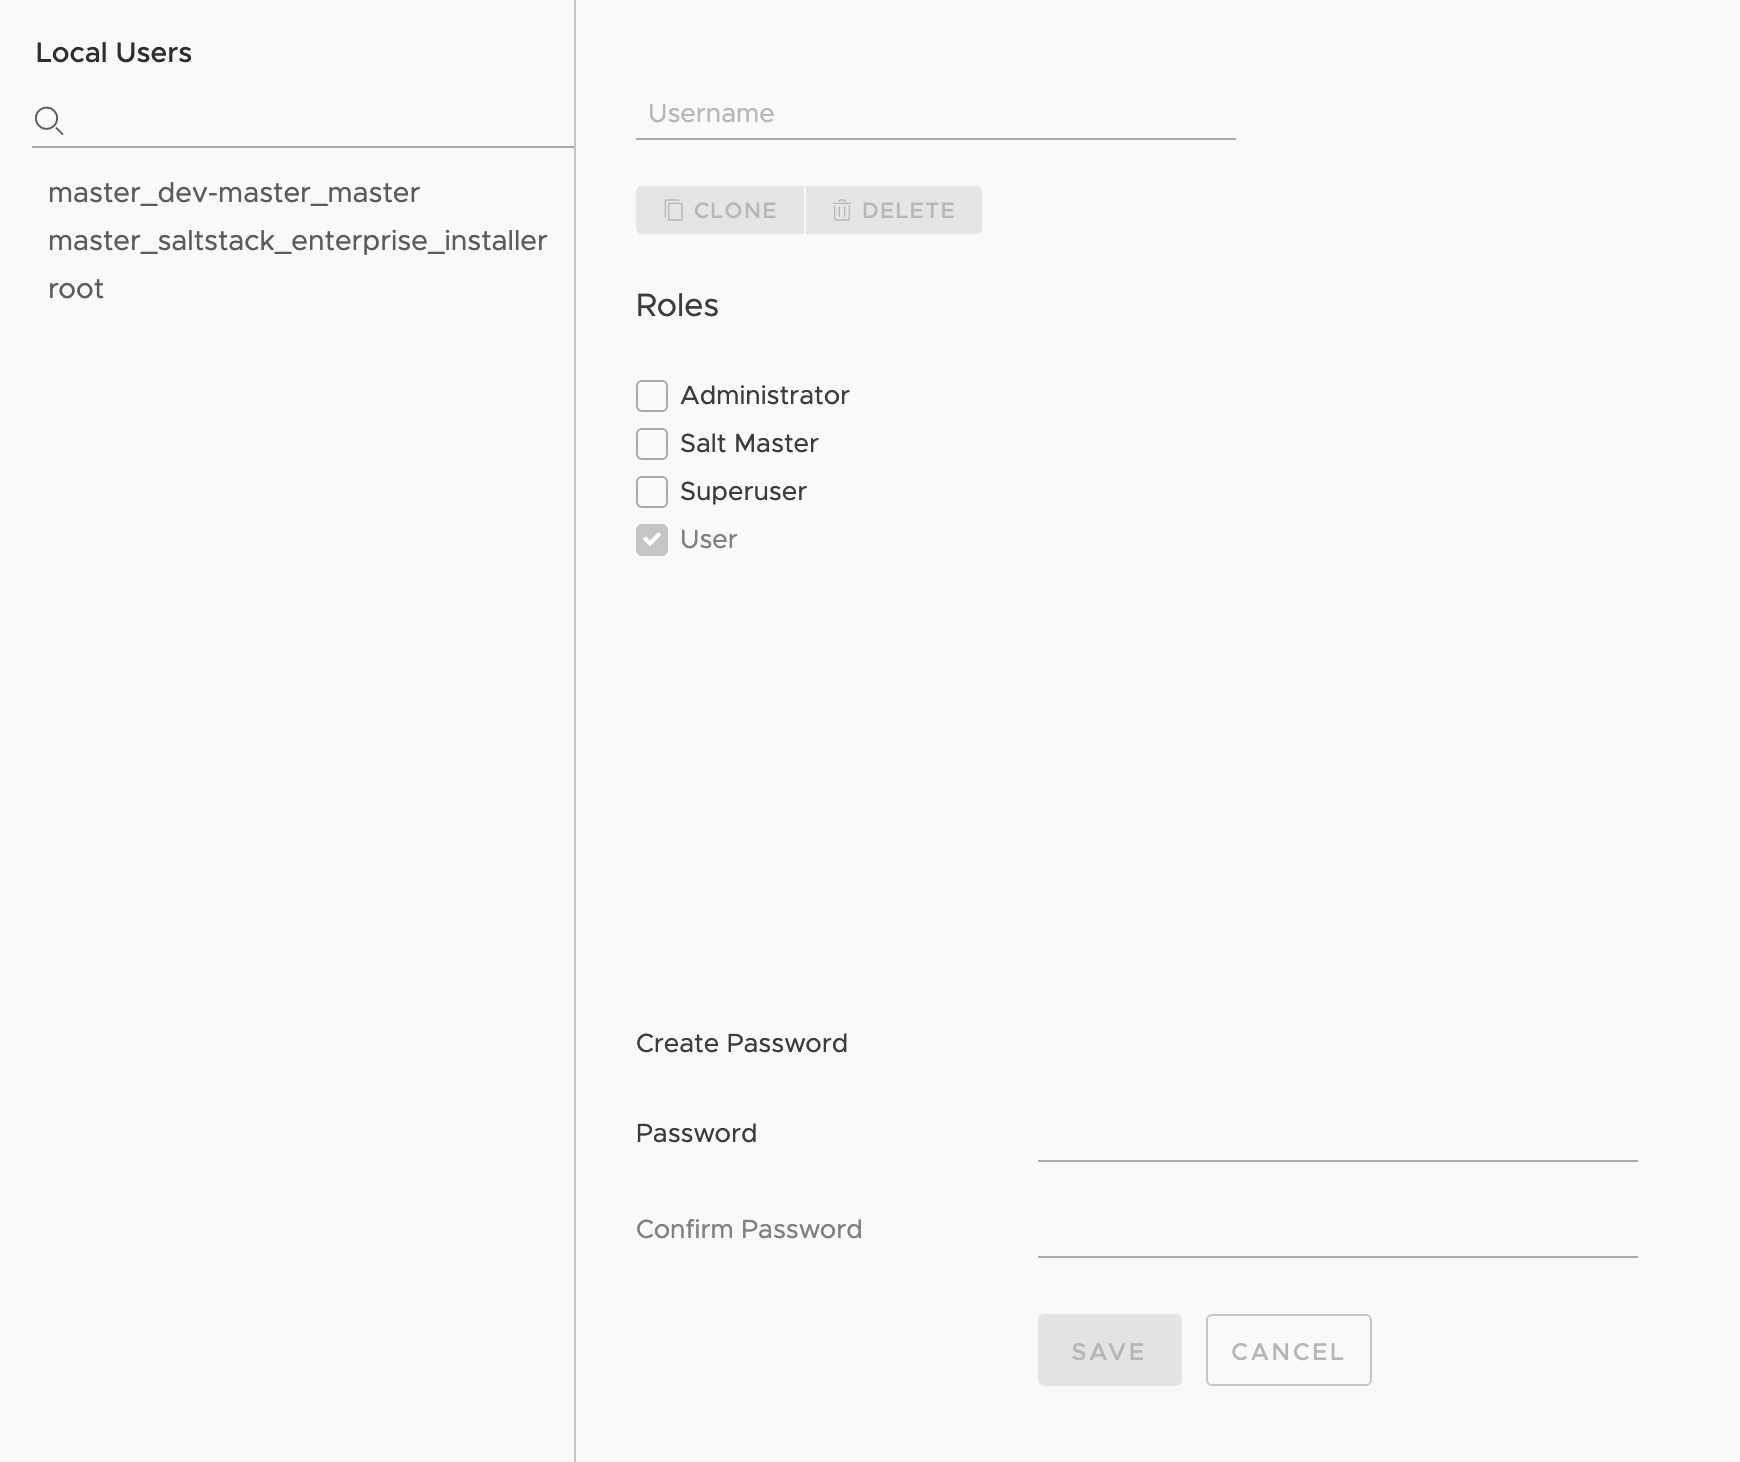 Local Users
master_dev-master_master
master_saltstack_enterprise_installer
root
Username
CLONE DELETE
Roles
Administrator
Salt Master
Superuser
User
Create Password
Password
Confirm Password
SAVE CANCEL